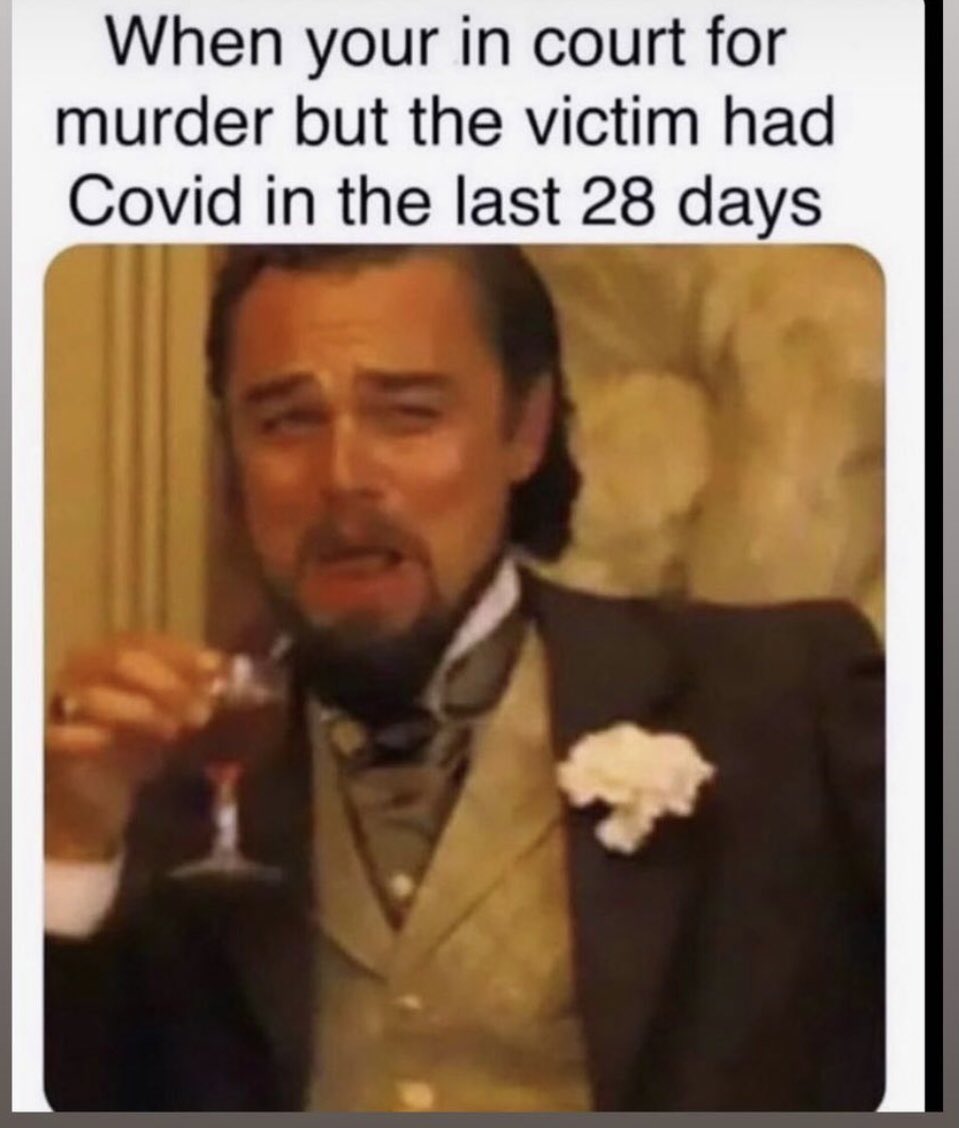 When your in court for
murder but the victim had
Covid in the last 28 days